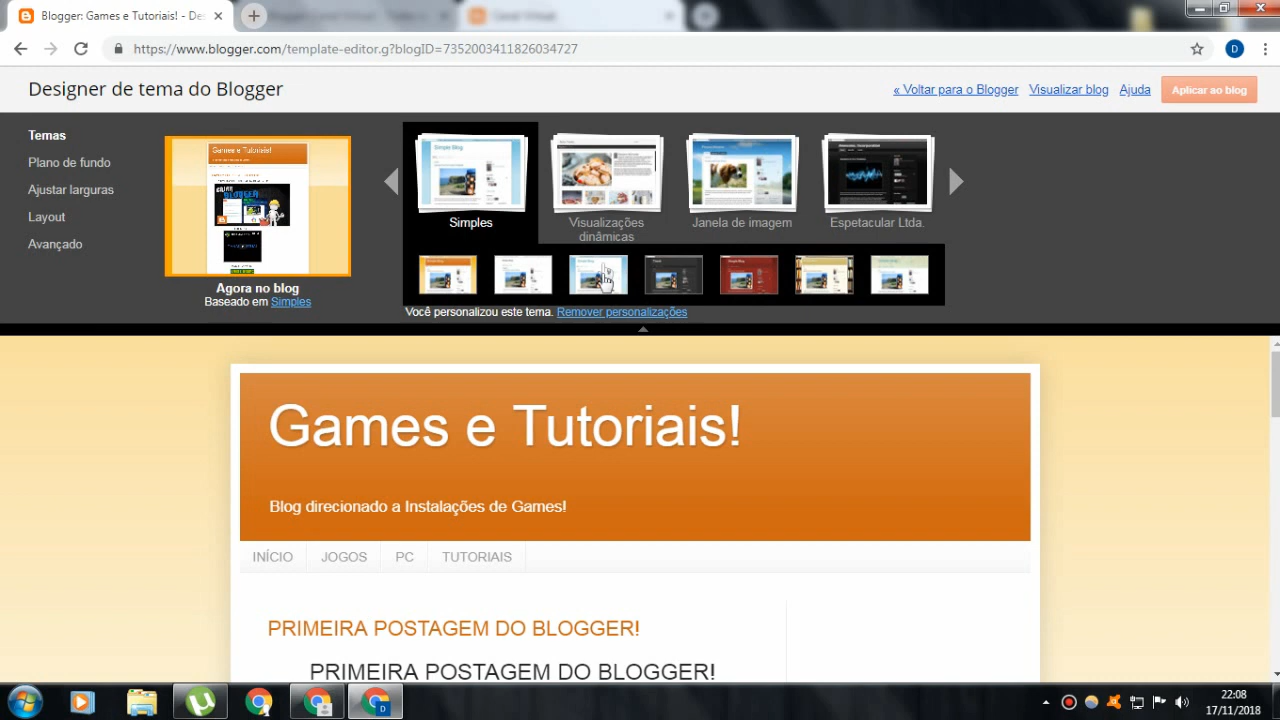 Blogger: Games e Tutoriais! - De
https://www.blogger.com/template-editor.g?blogID=7352003411826034727
D
Designer de tema do Blogger
« Voltar para o Blogger
Visualizar blog
Ajuda
Aplicar ao blog
Temas
Plano de fundo
Ajustar larguras
Layout
Avançado
Games e Tutoriais!
Agora no blog
Baseado em Simples
Simple Blog
Simples
Visualizações
dinâmicas
Janela de imagem
Espetacular Ltda.
Você personalizou este tema. Remover personalizações
Games e Tutoriais!
Blog direcionado a Instalações de Games!
INÍCIO
JOGOS
PC
TUTORIAIS
PRIMEIRA POSTAGEM DO BLOGGER!
PRIMEIRA POSTAGEM DO BLOGGER!
D
22:08
17/11/2018